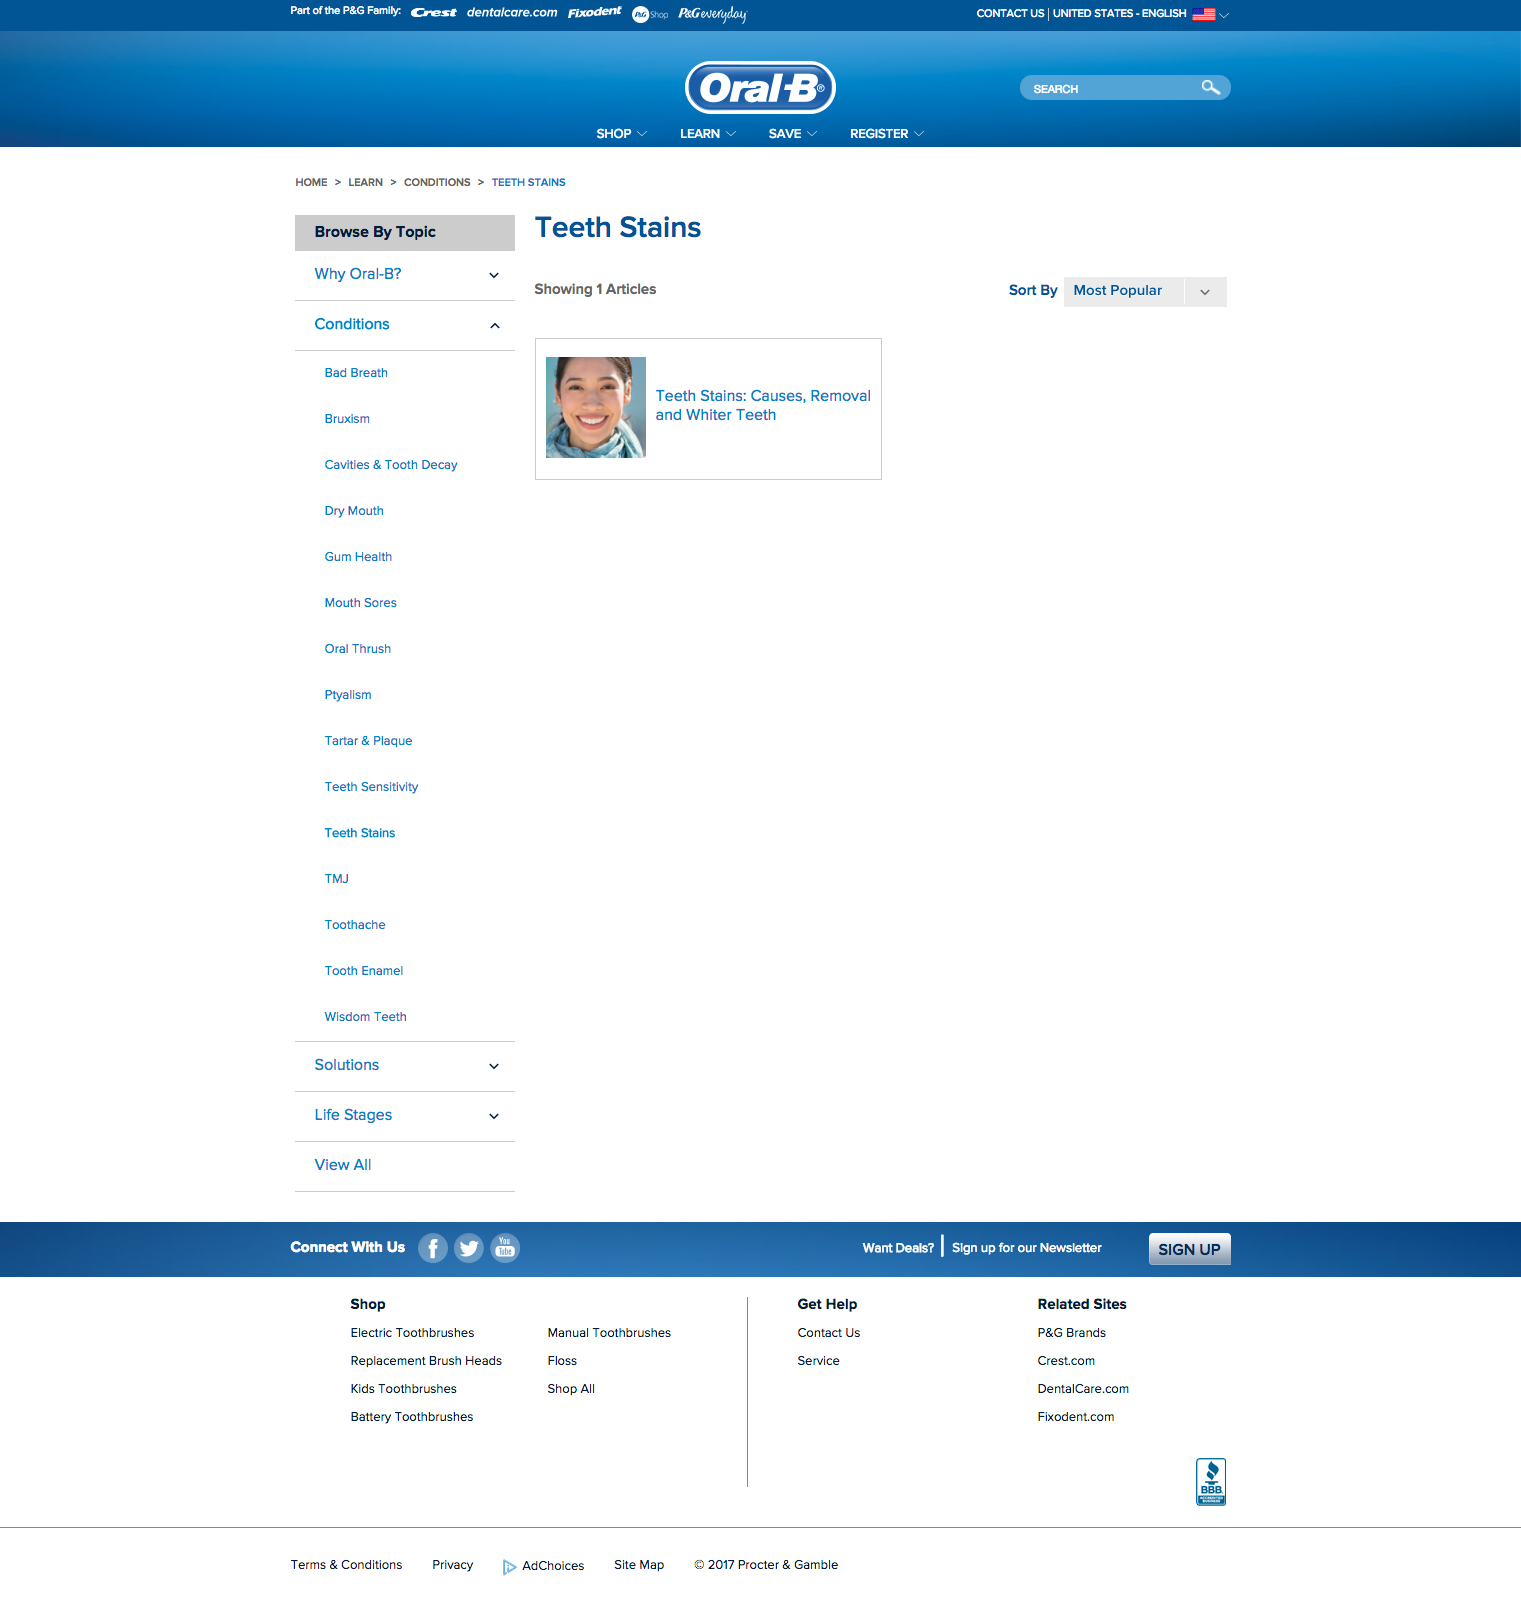 Part of the P&G Family: Crest dentalcare.com Fixodent P&G Shop P&G everyday
CONTACT US | UNITED STATES - ENGLISH
Oral-B®
SEARCH
SHOP LEARN SAVE REGISTER
HOME > LEARN > CONDITIONS > TEETH STAINS
Browse By Topic
Why Oral-B?
Conditions
Bad Breath
Bruxism
Cavities & Tooth Decay
Dry Mouth
Gum Health
Mouth Sores
Oral Thrush
Ptyalism
Tartar & Plaque
Teeth Sensitivity
Teeth Stains
TMJ
Toothache
Tooth Enamel
Wisdom Teeth
Solutions
Life Stages
View All
Teeth Stains
Showing 1 Articles
Sort By Most Popular
Teeth Stains: Causes, Removal
and Whiter Teeth
Connect With Us
You
Tube
Want Deals? | Sign up for our Newsletter
SIGN UP
Shop
Electric Toothbrushes
Replacement Brush Heads
Kids Toothbrushes
Battery Toothbrushes
Manual Toothbrushes
Floss
Shop All
Get Help
Contact Us
Service
Related Sites
P&G Brands
Crest.com
DentalCare.com
Fixodent.com
BBB.
ACCREDITED
BUSINESS
Terms & Conditions Privacy AdChoices Site Map © 2017 Procter & Gamble